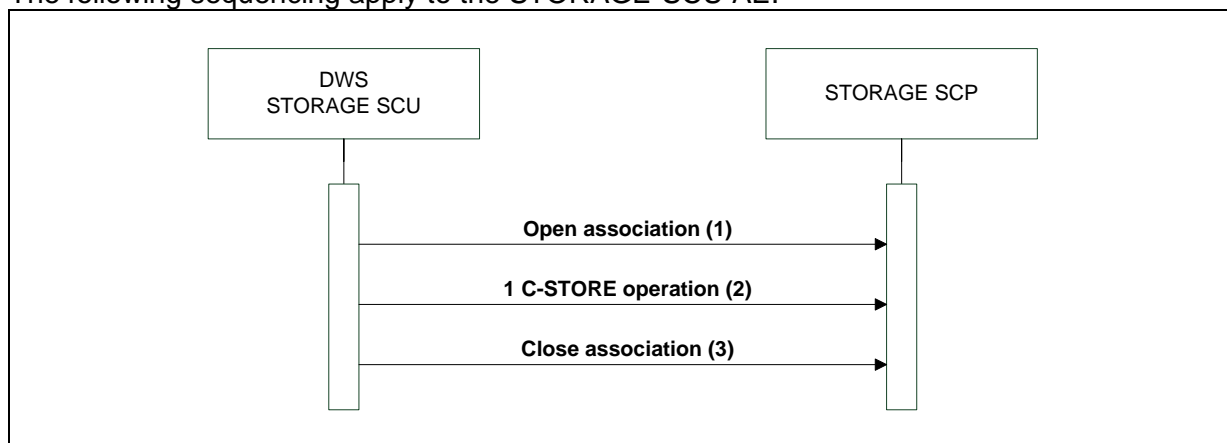 The following sequencing apply to the STORAGE-SCU-AE:
DWS
STORAGE SCU
STORAGE SCP
Open association (1)
1 C-STORE operation (2)
Close association (3)